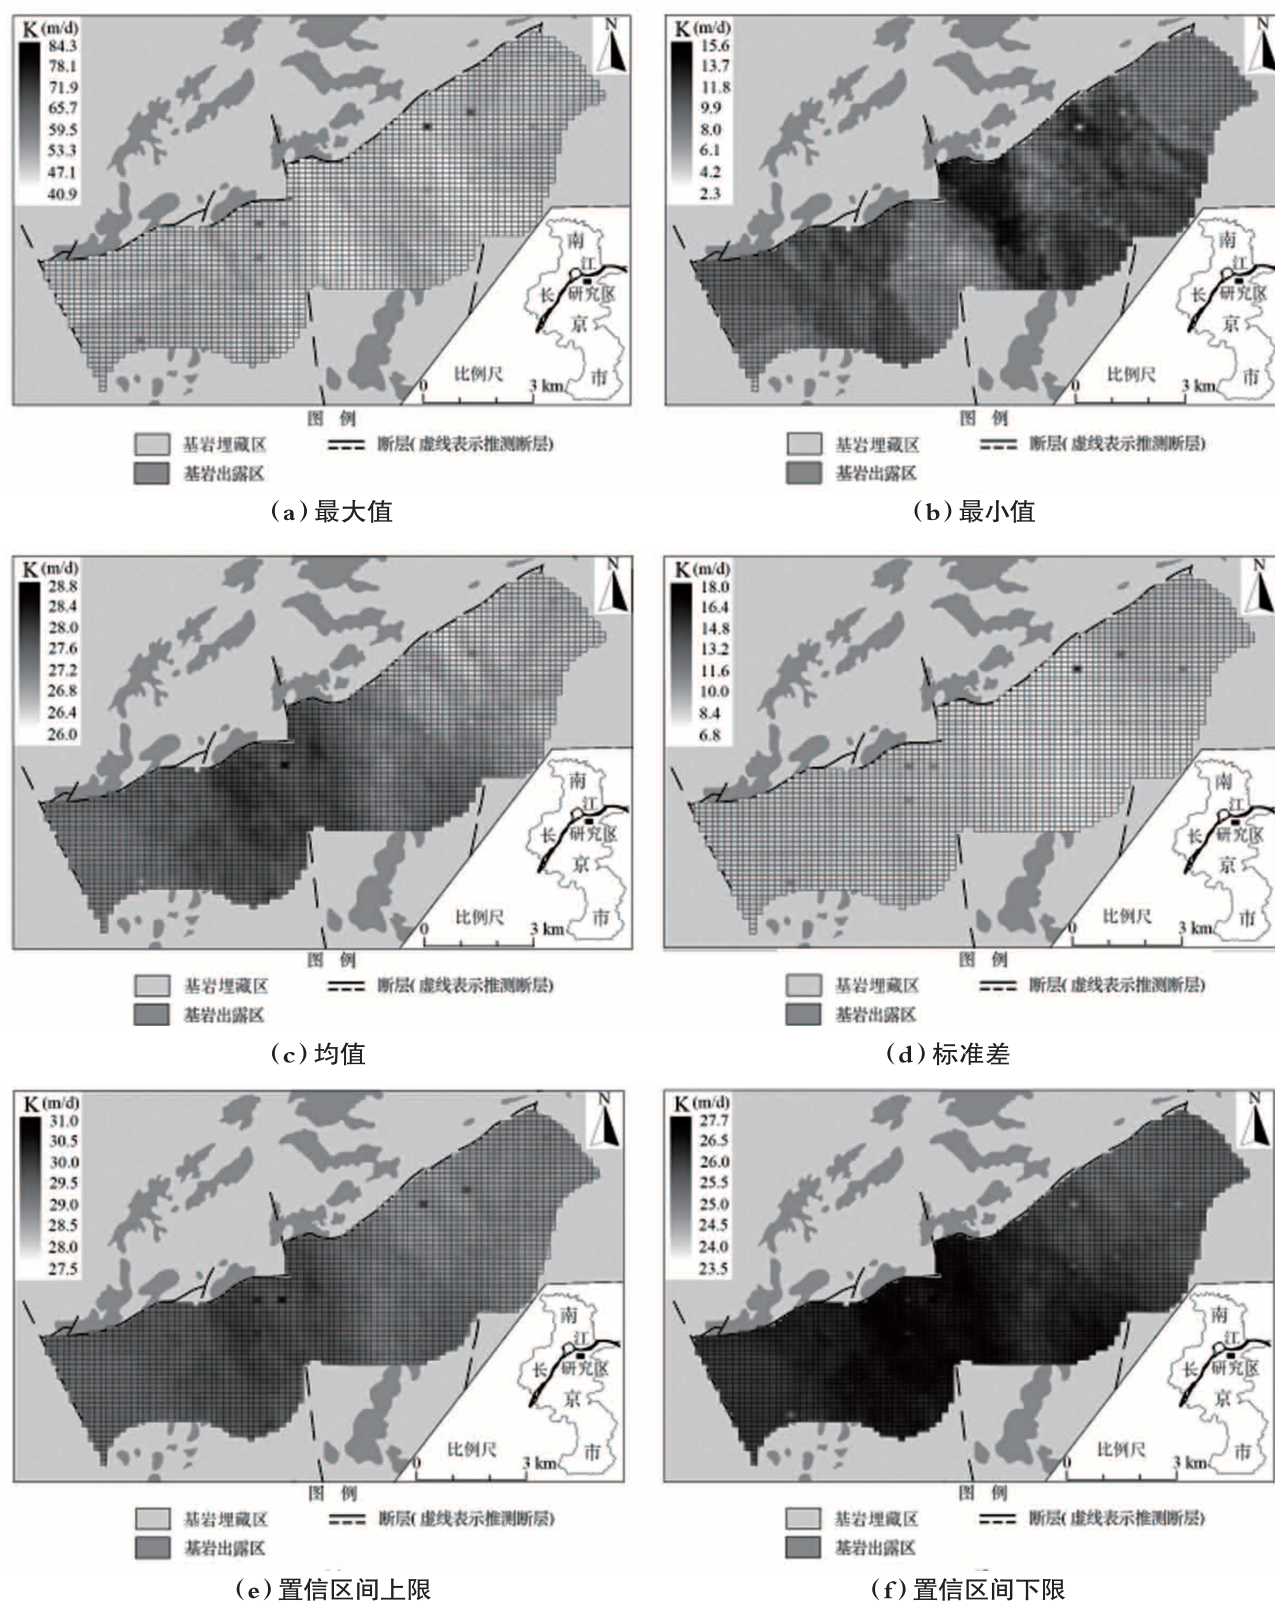 K (m/d)
84.3
78.1
71.9
65.7
59.5
53.3
47.1
40.9
N
南
江
长
研究区
京
市
比例尺
0
3 km
图 例
基岩埋藏区
断层(虚线表示推测断层)
基岩出露区
(a)最大值
K (m/d)
15.6
13.7
11.8
9.9
8.0
6.1
4.2
2.3
N
南
江
长
研究区
京
市
比例尺
0
3 km
图 例
基岩埋藏区
断层(虚线表示推测断层)
基岩出露区
(b)最小值
K (m/d)
28.8
28.4
28.0
27.6
27.2
26.8
26.4
26.0
N
南
江
长
研究区
京
市
比例尺
0
3 km
图 例
基岩埋藏区
断层(虚线表示推测断层)
基岩出露区
(c)均值
K (m/d)
18.0
16.4
14.8
13.2
11.6
10.0
8.4
6.8
N
南
江
长
研究区
京
市
比例尺
0
3 km
图 例
基岩埋藏区
断层(虚线表示推测断层)
基岩出露区
(d)标准差
K (m/d)
31.0
30.5
30.0
29.5
29.0
28.5
28.0
27.5
N
南
江
长
研究区
京
市
比例尺
0
3 km
图 例
基岩埋藏区
断层(虚线表示推测断层)
基岩出露区
(e)置信区间上限
K (m/d)
27.7
26.5
26.0
25.5
25.0
24.5
24.0
23.5
N
南
江
长
研究区
京
市
比例尺
0
3 km
图 例
基岩埋藏区
断层(虚线表示推测断层)
基岩出露区
(f)置信区间下限